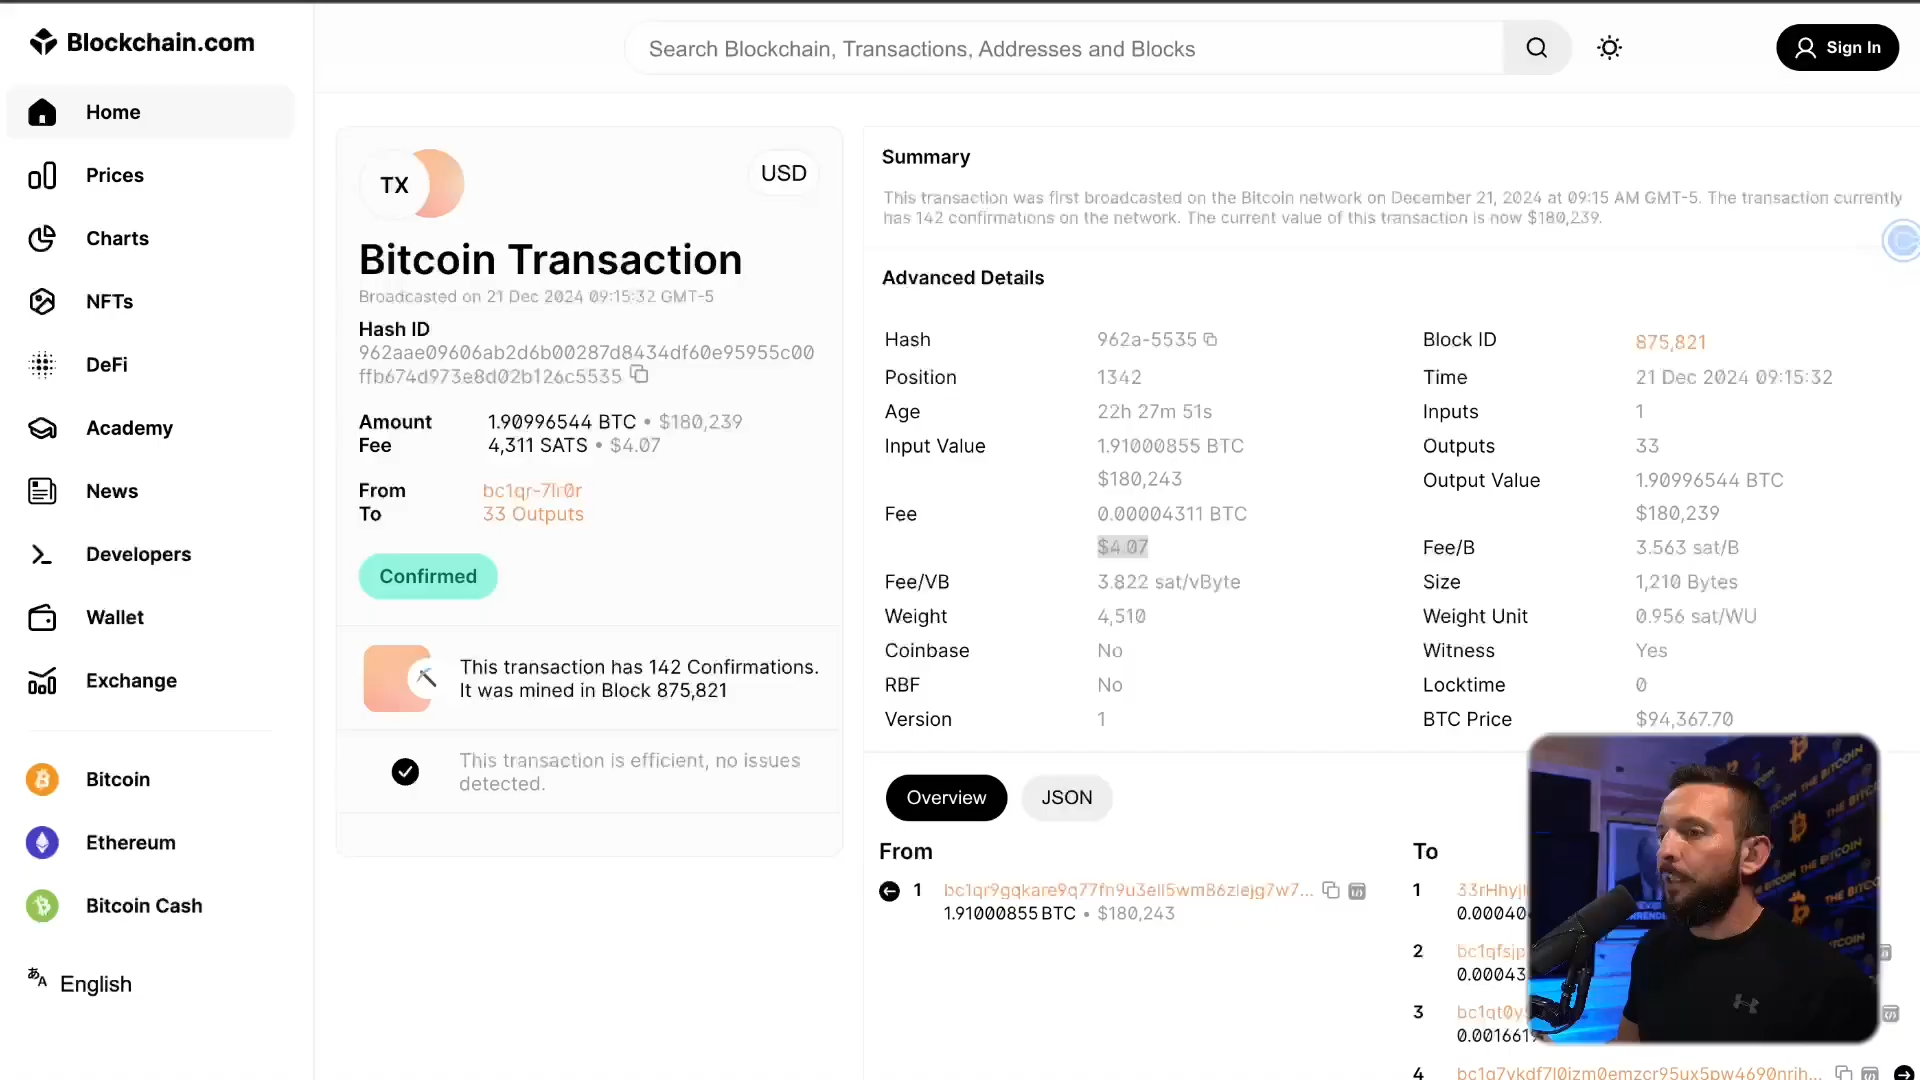 Blockchain.com
Search Blockchain, Transactions, Addresses and Blocks
Sign In
Home
Prices
Charts
NFTs
DeFi
Academy
News
Developers
Wallet
Exchange
Bitcoin
Ethereum
Bitcoin Cash
English
TX
USD
Bitcoin Transaction
Broadcasted on 21 Dec 2024 09:15:32 GMT-5
Hash ID
962aae09606ab2d6b00287d8434df60e95955c00
ffb674d973e8d02b126c5535
Amount 1.90996544 BTC • $180,239
Fee 4,311 SATS • $4.07
From bc1qr-7lr0r
To 33 Outputs
Confirmed
This transaction has 142 Confirmations.
It was mined in Block 875,821
This transaction is efficient, no issues
detected.
Summary
This transaction was first broadcasted on the Bitcoin network on December 21, 2024 at 09:15 AM GMT-5. The transaction currently
has 142 confirmations on the network. The current value of this transaction is now $180,239.
Advanced Details
Hash 962a-5535 Block ID 875,821
Position 1342 Time 21 Dec 2024 09:15:32
Age 22h 27m 51s Inputs 1
Input Value 1.91000855 BTC Outputs 33
$180,243 Output Value 1.90996544 BTC
Fee 0.00004311 BTC $180,239
$4.07 Fee/B 3.563 sat/B
Fee/VB 3.822 sat/vByte Size 1,210 Bytes
Weight 4,510 Weight Unit 0.956 sat/WU
Coinbase No Witness Yes
RBF No Locktime 0
Version 1 BTC Price $94,367.70
Overview JSON
From To
1 bc1qr9gqkare9q77fn9u3ell5wm86zlejg7w7...
1.91000855 BTC • $180,243
1 33rHhyj
0.00040
2 bc1qfsjp
0.00043
3 bc1qt0y
0.00166
4 bc1q7vkdf7l0jzm0emzcr95ux5pw4690nrjh...
THE BITCOIN